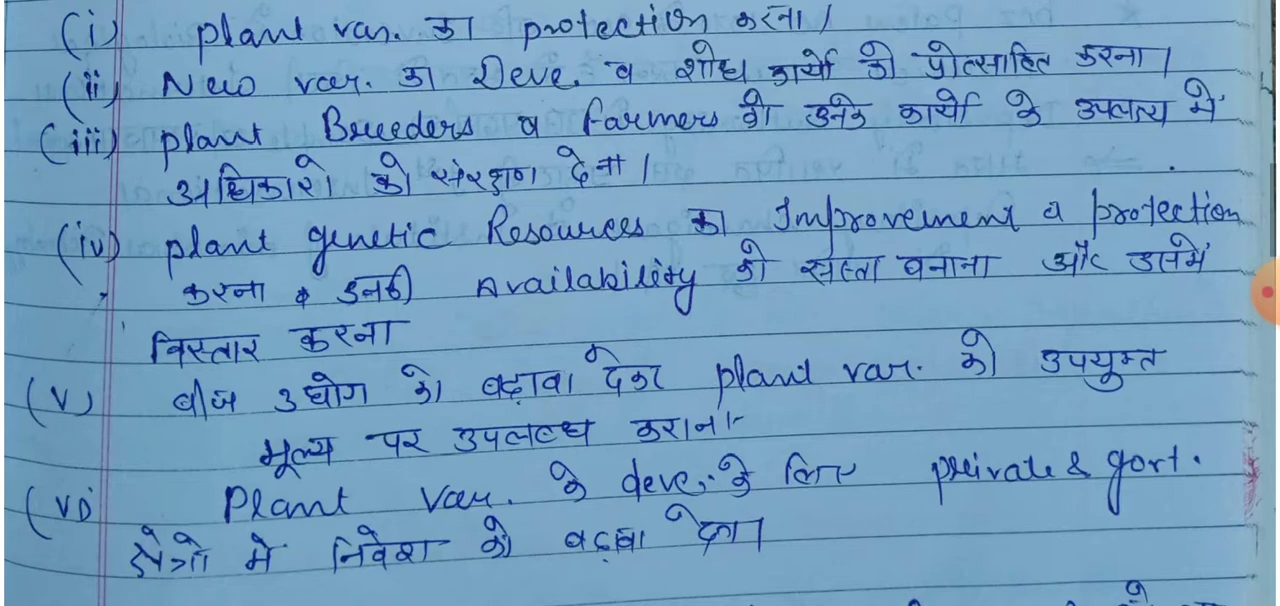 (i) plant var. का protection करना।
(ii) New var. का Deve. व शोध कार्यो को प्रोत्साहित करना।
(iii) plant Breeders व farmers को उनके कार्यो के उपलक्ष्य में
अधिकारो को संरक्षण देना।
(iv) plant genetic Resources का Improvement व protection
करना व इनकी Availability को सस्ता बनाना और उसमें
विस्तार करना
(v) बीज उधोग को बढ़ावा देकर plant var. को उपयुक्त
मूल्य पर उपलब्ध कराना
(vi) Plant var. के deve. के लिए private & govt.
क्षेत्रो मे निवेश को बढ़ावा देना।